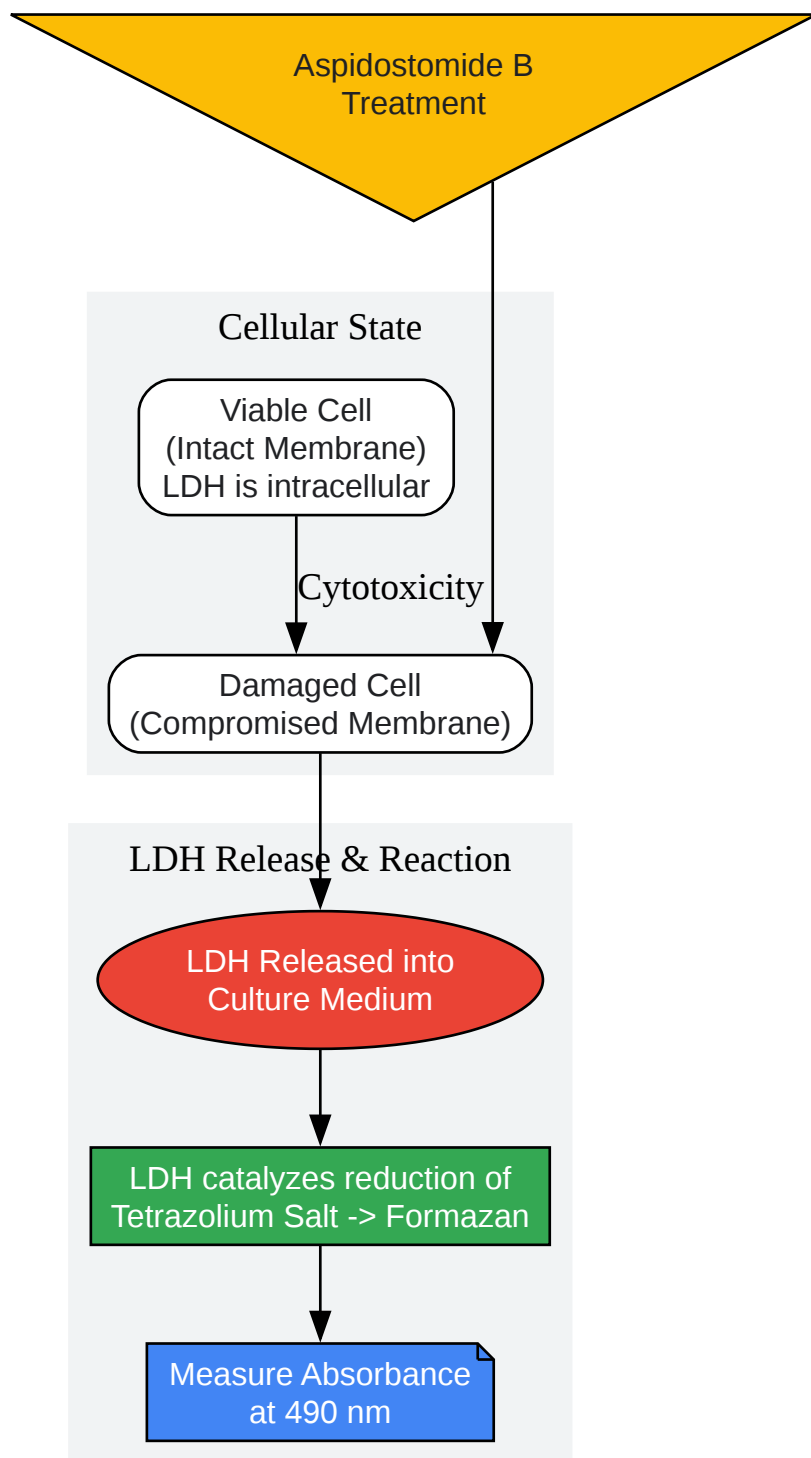 Aspidostomide B
Treatment
Cellular State
Viable Cell
(Intact Membrane)
LDH is intracellular
Cytotoxicity
Damaged Cell
(Compromised Membrane)
LDH Release & Reaction
LDH Released into
Culture Medium
LDH catalyzes reduction of
Tetrazolium Salt -> Formazan
Measure Absorbance
at 490 nm